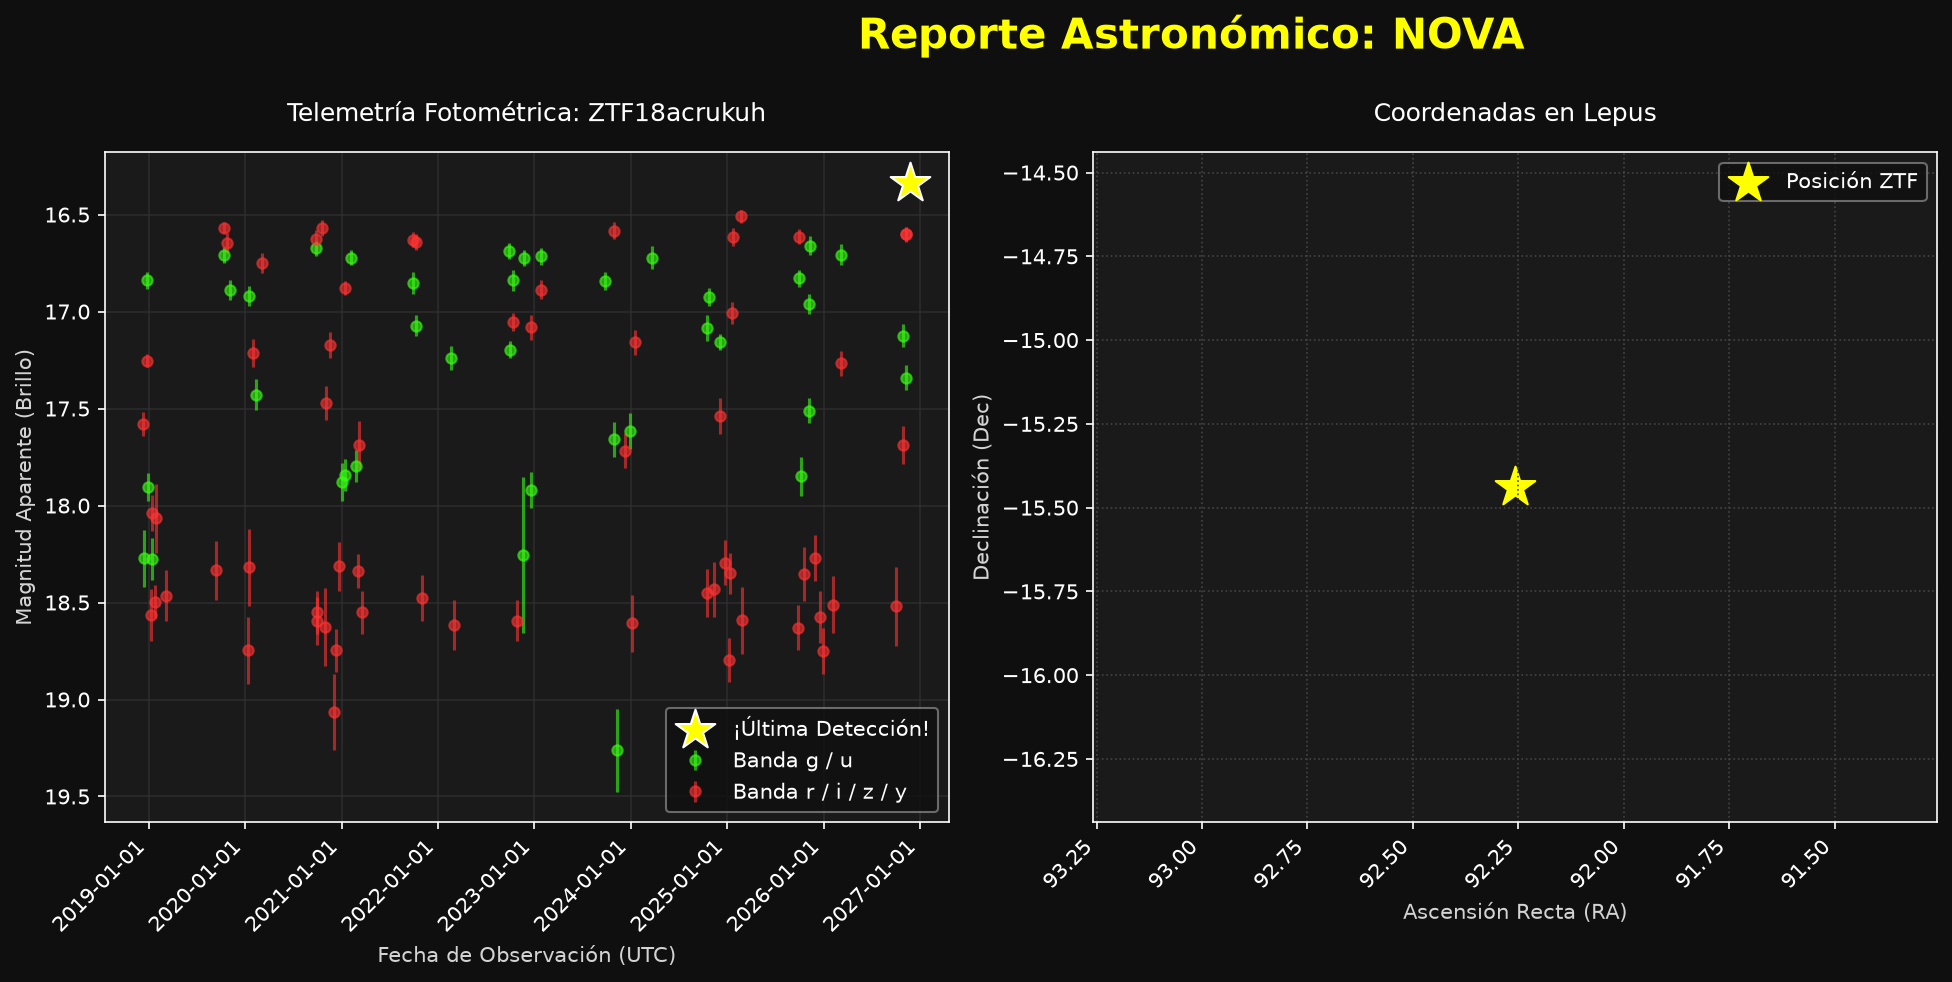 Reporte Astronómico: NOVA
Telemetría Fotométrica: ZTF18acrukuh
Magnitud Aparente (Brillo)
16.5
17.0
17.5
18.0
18.5
19.0
19.5
¡Última Detección!
Banda g / u
Banda r / i / z / y
2019-01-01
2020-01-01
2021-01-01
2022-01-01
2023-01-01
2024-01-01
2025-01-01
2026-01-01
2027-01-01
Fecha de Observación (UTC)
Coordenadas en Lepus
Declinación (Dec)
−14.50
−14.75
−15.00
−15.25
−15.50
−15.75
−16.00
−16.25
Posición ZTF
93.25
93.00
92.75
92.50
92.25
92.00
91.75
91.50
Ascensión Recta (RA)